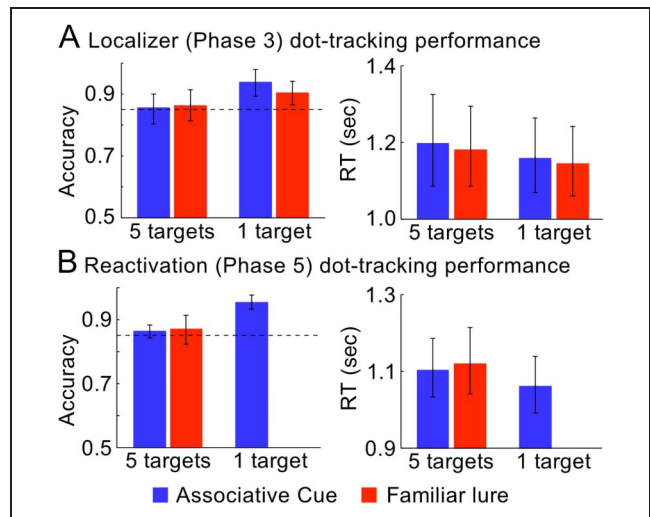 A Localizer (Phase 3) dot-tracking performance
Accuracy
0.9
0.7
0.5
5 targets 1 target
RT (sec)
1.4
1.2
1.0
5 targets 1 target
B Reactivation (Phase 5) dot-tracking performance
Accuracy
0.9
0.7
0.5
5 targets 1 target
RT (sec)
1.3
1.1
0.9
5 targets 1 target
Associative Cue Familiar lure